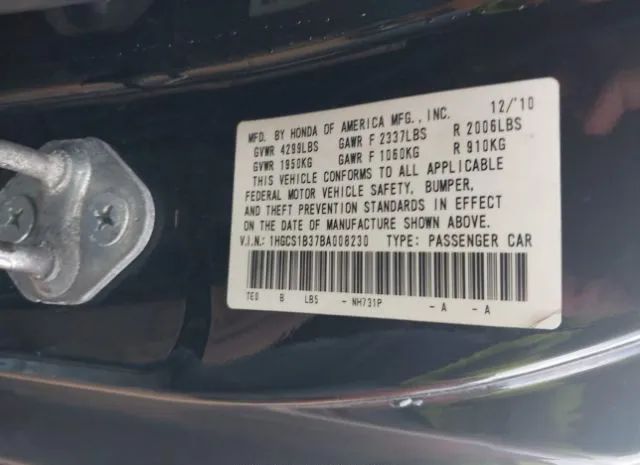 MFD. BY HONDA OF AMERICA MFG., INC. 12/'10
GVWR 4299LBS GAWR F 2337LBS R 2006LBS
GVWR 1950KG GAWR F 1060KG R 910KG
THIS VEHICLE CONFORMS TO ALL APPLICABLE
FEDERAL MOTOR VEHICLE SAFETY, BUMPER,
AND THEFT PREVENTION STANDARDS IN EFFECT
ON THE DATE OF MANUFACTURE SHOWN ABOVE.
V.I.N.: 1HGCS1B37BA008230 TYPE: PASSENGER CAR
TE0 B LB5 - NH731P - A - A